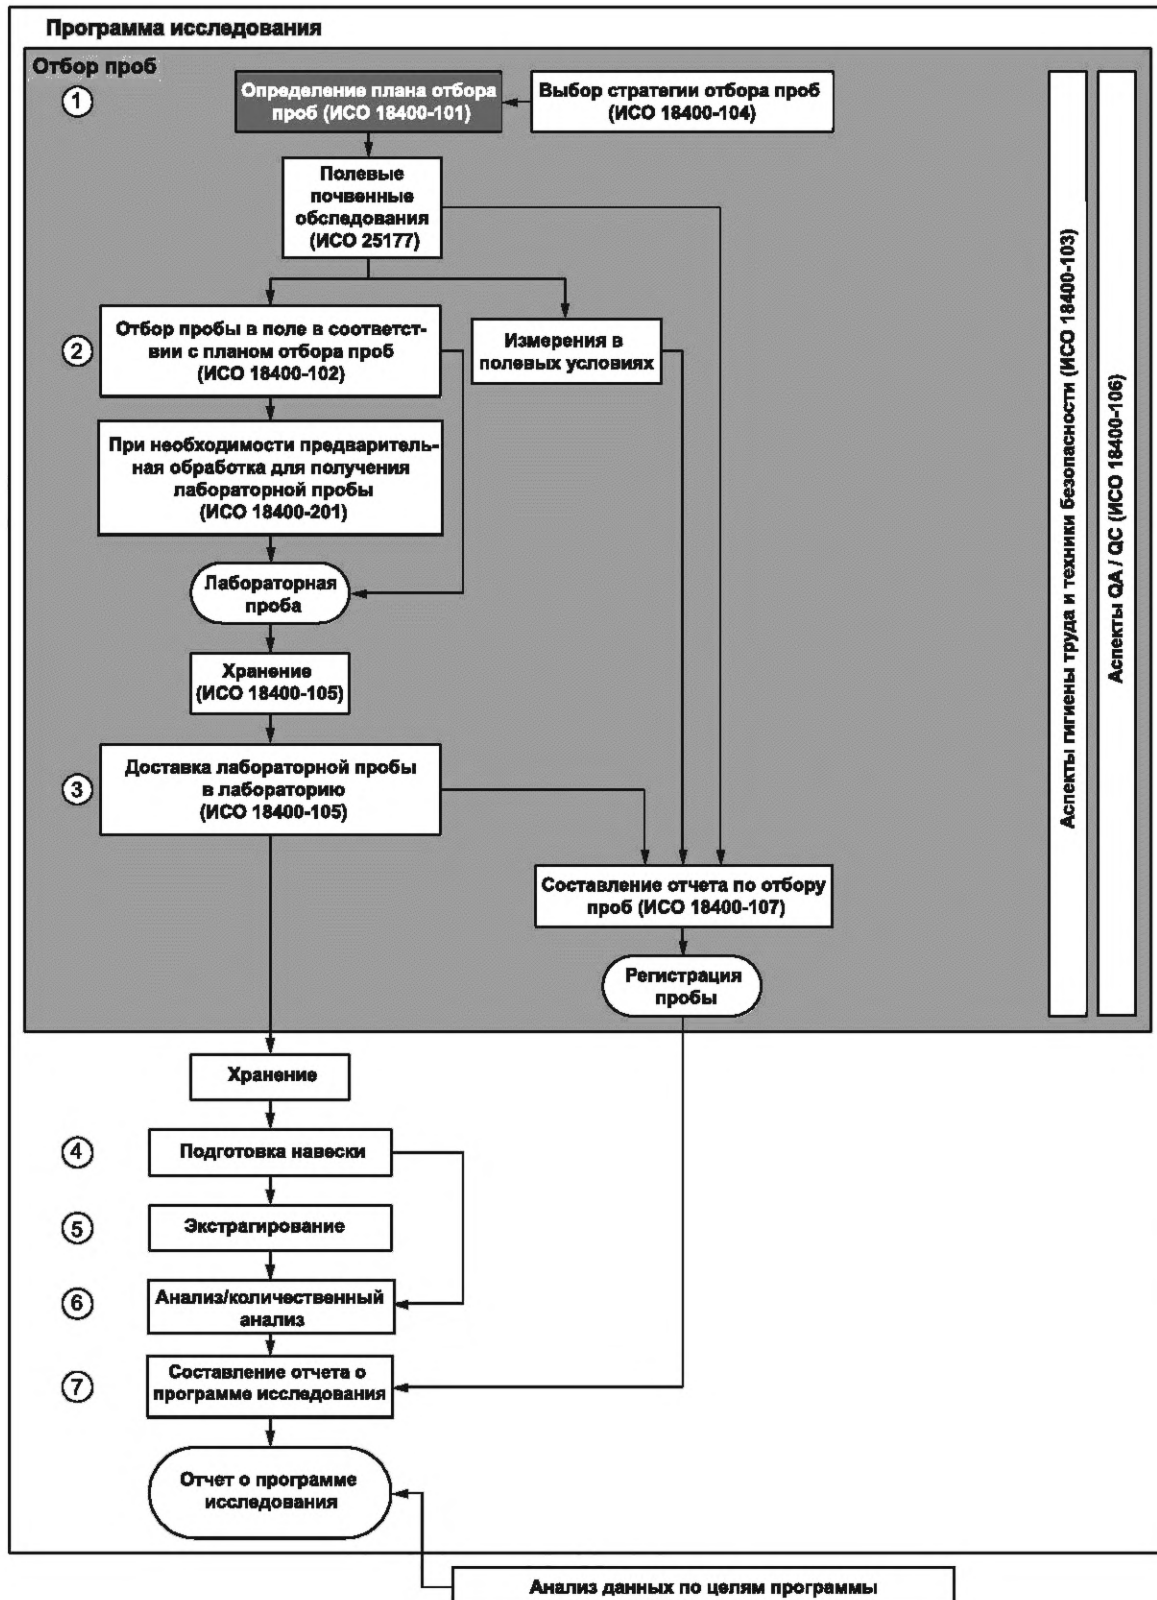 Программа исследования
Отбор проб
1
Определение плана отбора
проб (ИСО 18400-101)
Выбор стратегии отбора проб
(ИСО 18400-104)
Полевые
почвенные
обследования
(ИСО 25177)
2
Отбор пробы в поле в соответст-
вии с планом отбора проб
(ИСО 18400-102)
Измерения в
полевых условиях
При необходимости предваритель-
ная обработка для получения
лабораторной пробы
(ИСО 18400-201)
Лабораторная
проба
Хранение
(ИСО 18400-105)
3
Доставка лабораторной пробы
в лабораторию
(ИСО 18400-105)
Составление отчета по отбору
проб (ИСО 18400-107)
Регистрация
пробы
Аспекты гигиены труда и техники безопасности (ИСО 18400-103)
Аспекты QA / QC (ИСО 18400-106)
Хранение
4
Подготовка навески
5
Экстрагирование
6
Анализ/количественный
анализ
7
Составление отчета о
программе исследования
Отчет о программе
исследования
Анализ данных по целям программы